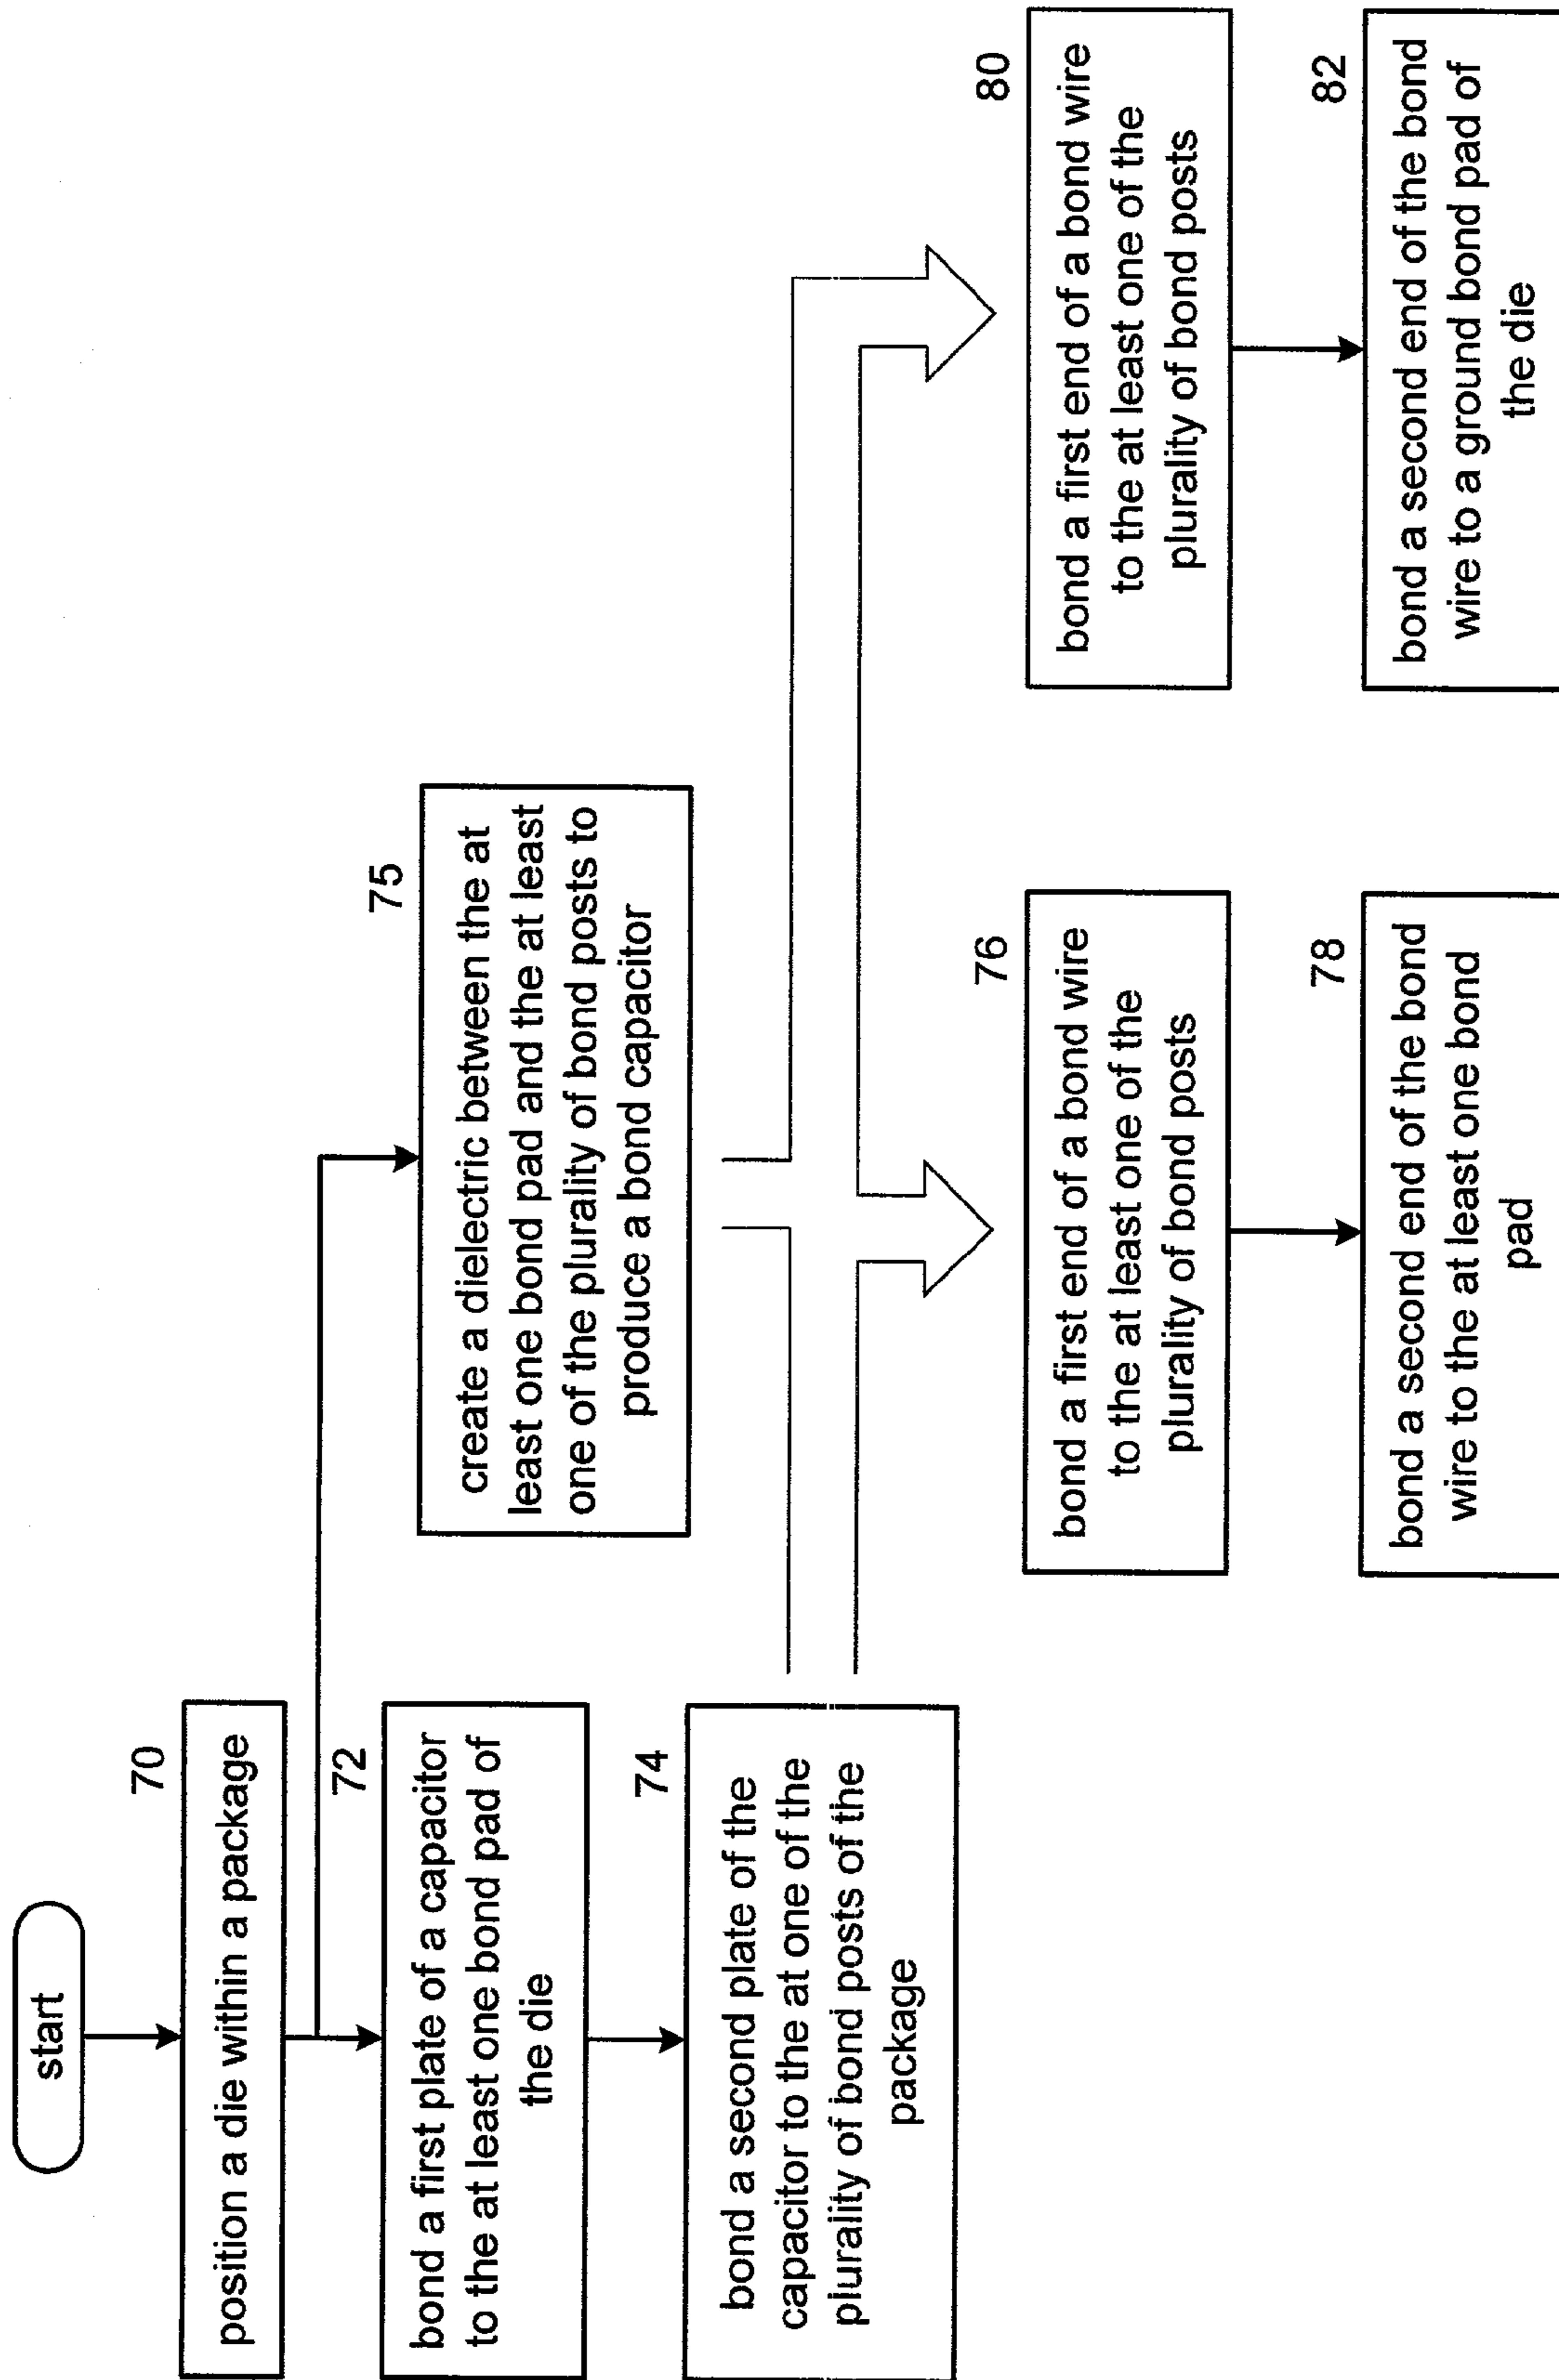 start
70
position a die within a package
72
bond a first plate of a capacitor
to the at least one bond pad of
the die
74
bond a second plate of the
capacitor to the at one of the
plurality of bond posts of the
package
75
create a dielectric between the at
least one bond pad and the at least
one of the plurality of bond posts to
produce a bond capacitor
76
bond a first end of a bond wire
to the at least one of the
plurality of bond posts
78
bond a second end of the bond
wire to the at least one bond
pad
80
bond a first end of a bond wire
to the at least one of the
plurality of bond posts
82
bond a second end of the bond
wire to a ground bond pad of
the die